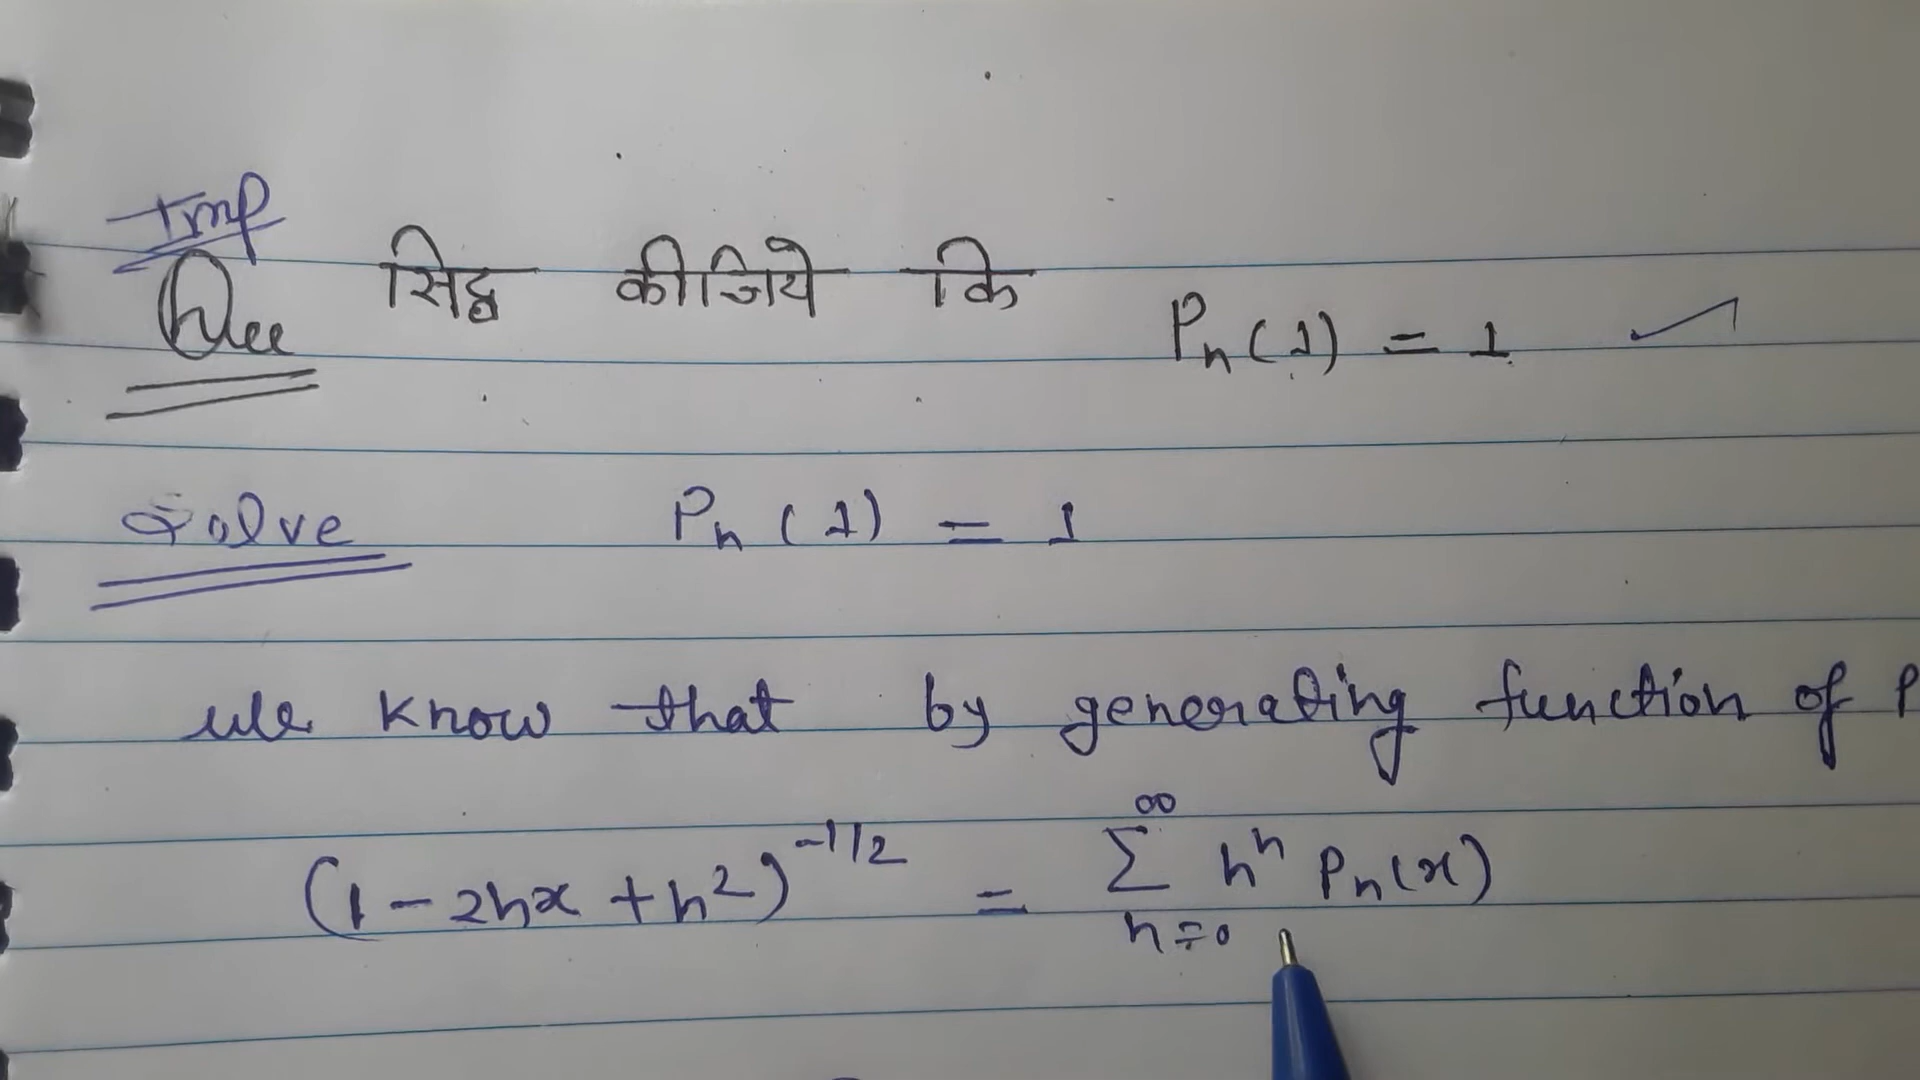 Imp
Que सिद्ध कीजिये कि Pn(1) = 1
Solve Pn(1) = 1
we know that by generating function of P
(1 - 2hx + h²)^-1/2 = ∞ Σ n=0 hⁿ Pn(x)